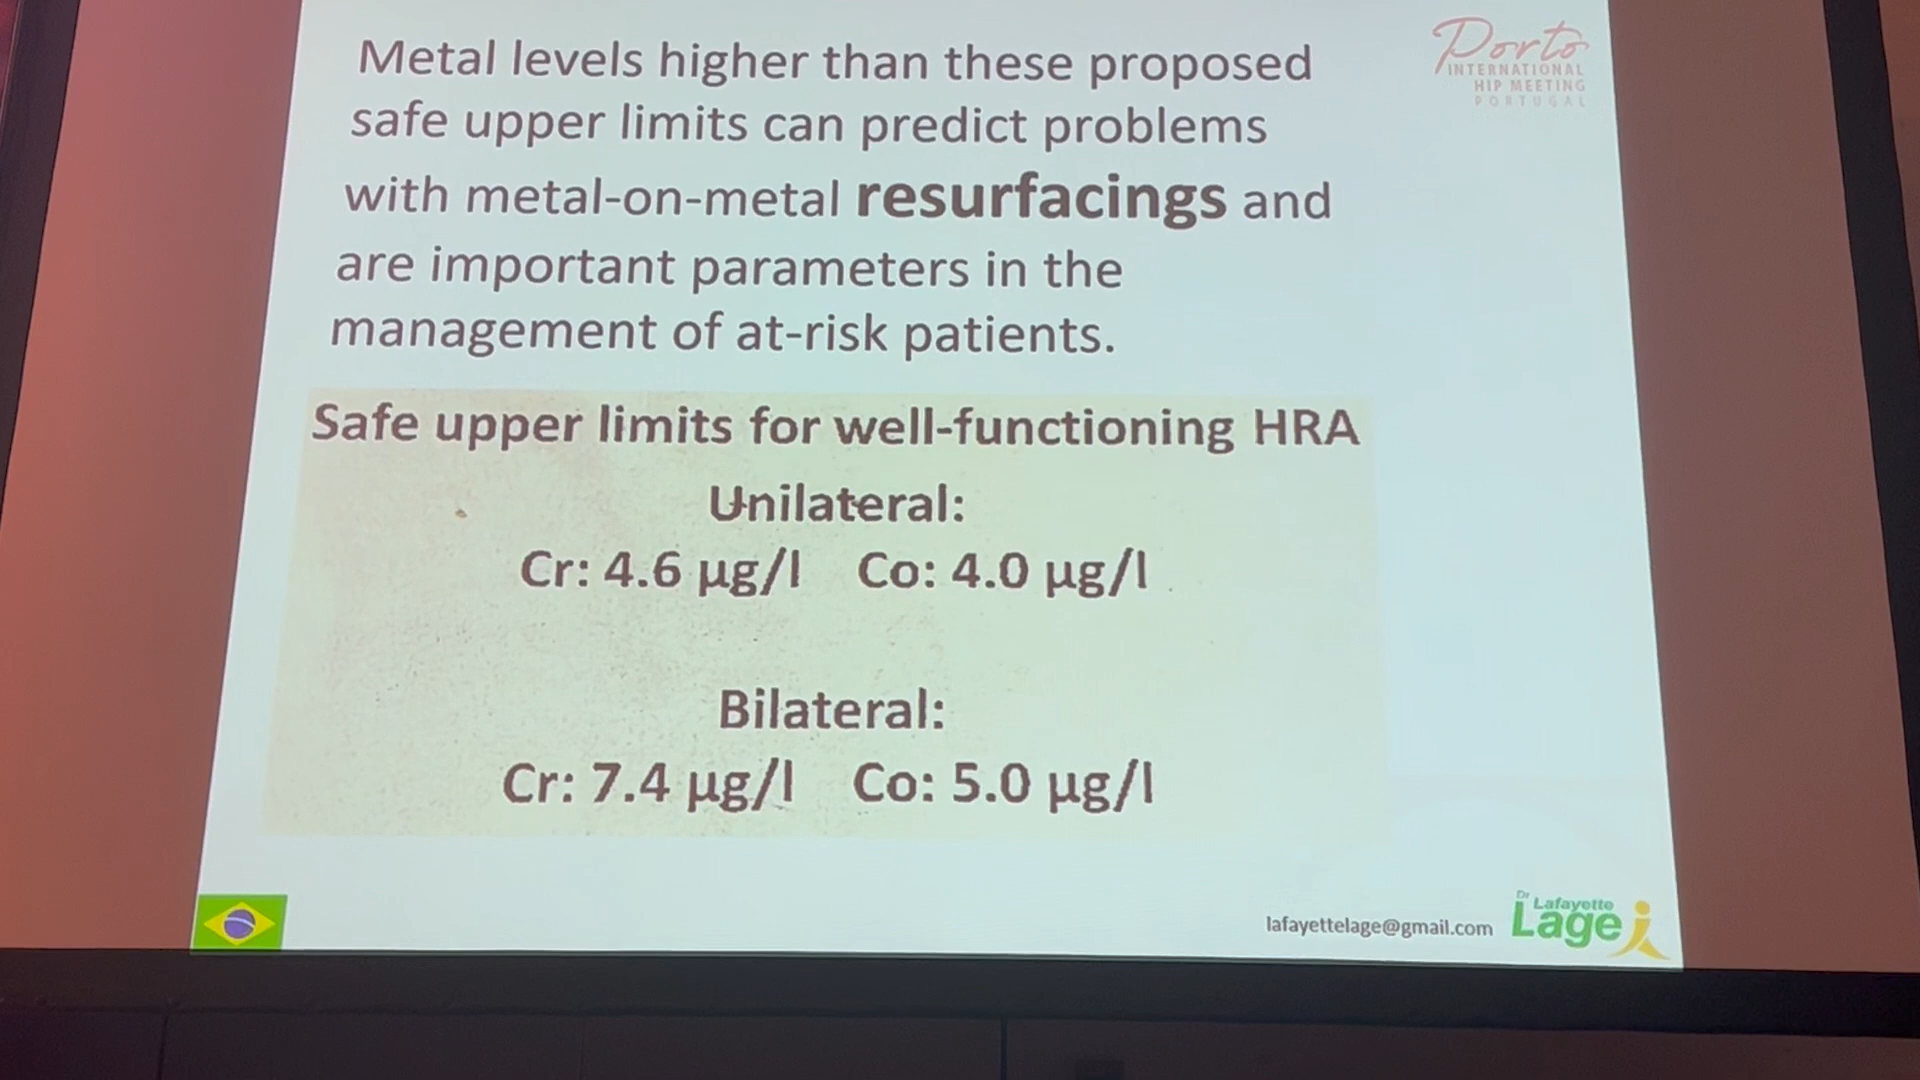 Metal levels higher than these proposed
safe upper limits can predict problems
with metal-on-metal resurfacings and
are important parameters in the
management of at-risk patients.
Porto
INTERNATIONAL
HIP MEETING
PORTUGAL
Safe upper limits for well-functioning HRA
Unilateral:
Cr: 4.6 µg/l Co: 4.0 µg/l
Bilateral:
Cr: 7.4 µg/l Co: 5.0 µg/l
lafayettelage@gmail.com
Dr Lafayette
Lage